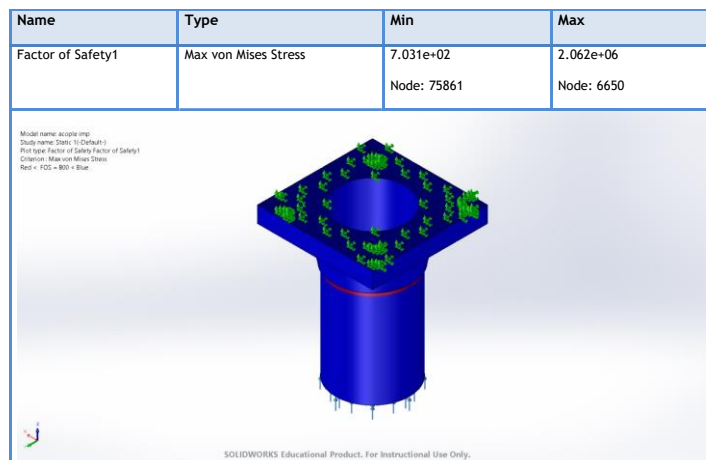 Name Type Min Max
Factor of Safety1 Max von Mises Stress 7.031e+02 2.062e+06
Node: 75861 Node: 6650
Model name: acople imp
Study name: Static 1(-Default-)
Plot type: Factor of Safety Factor of Safety1
Criterion : Max von Mises Stress
Red < FOS = 800 < Blue
SOLIDWORKS Educational Product. For Instructional Use Only.